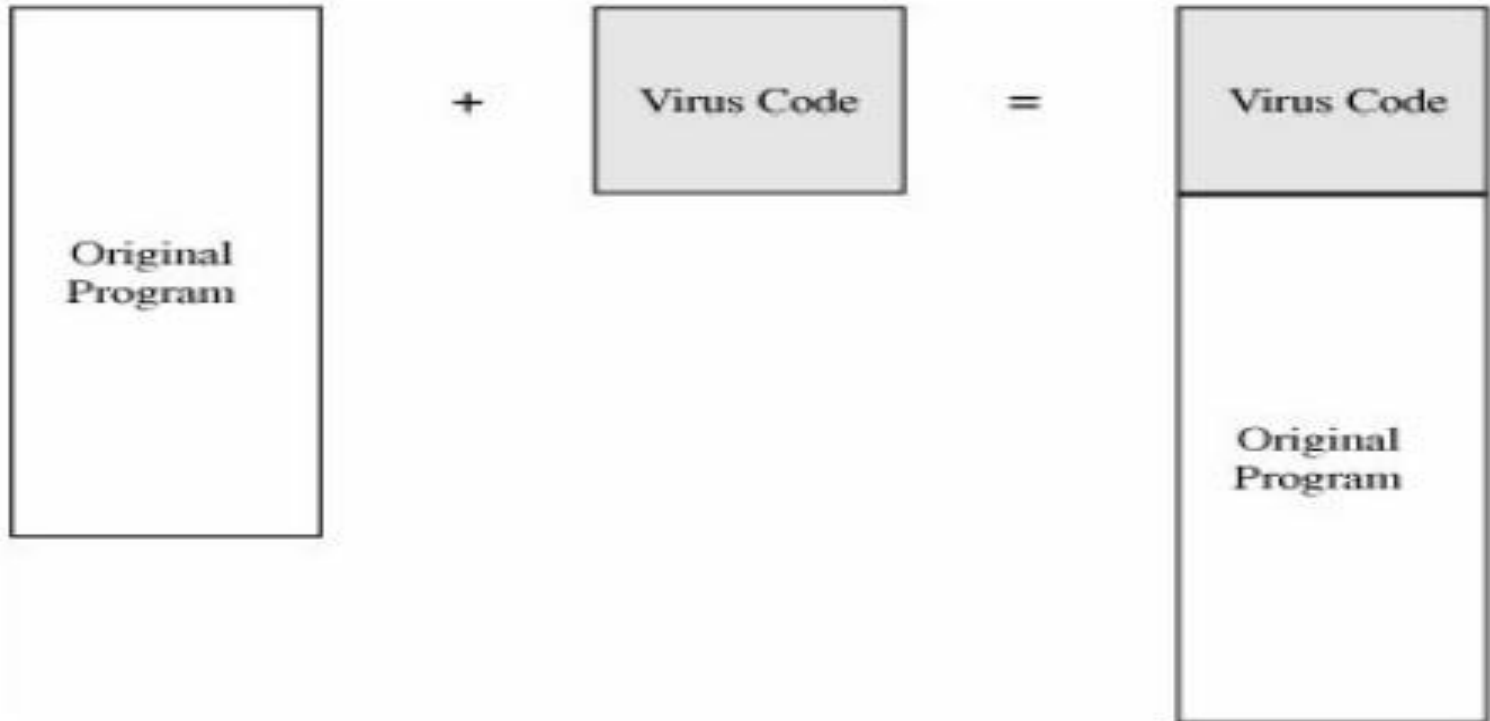 Original
Program
+
Virus Code
=
Virus Code
Original
Program